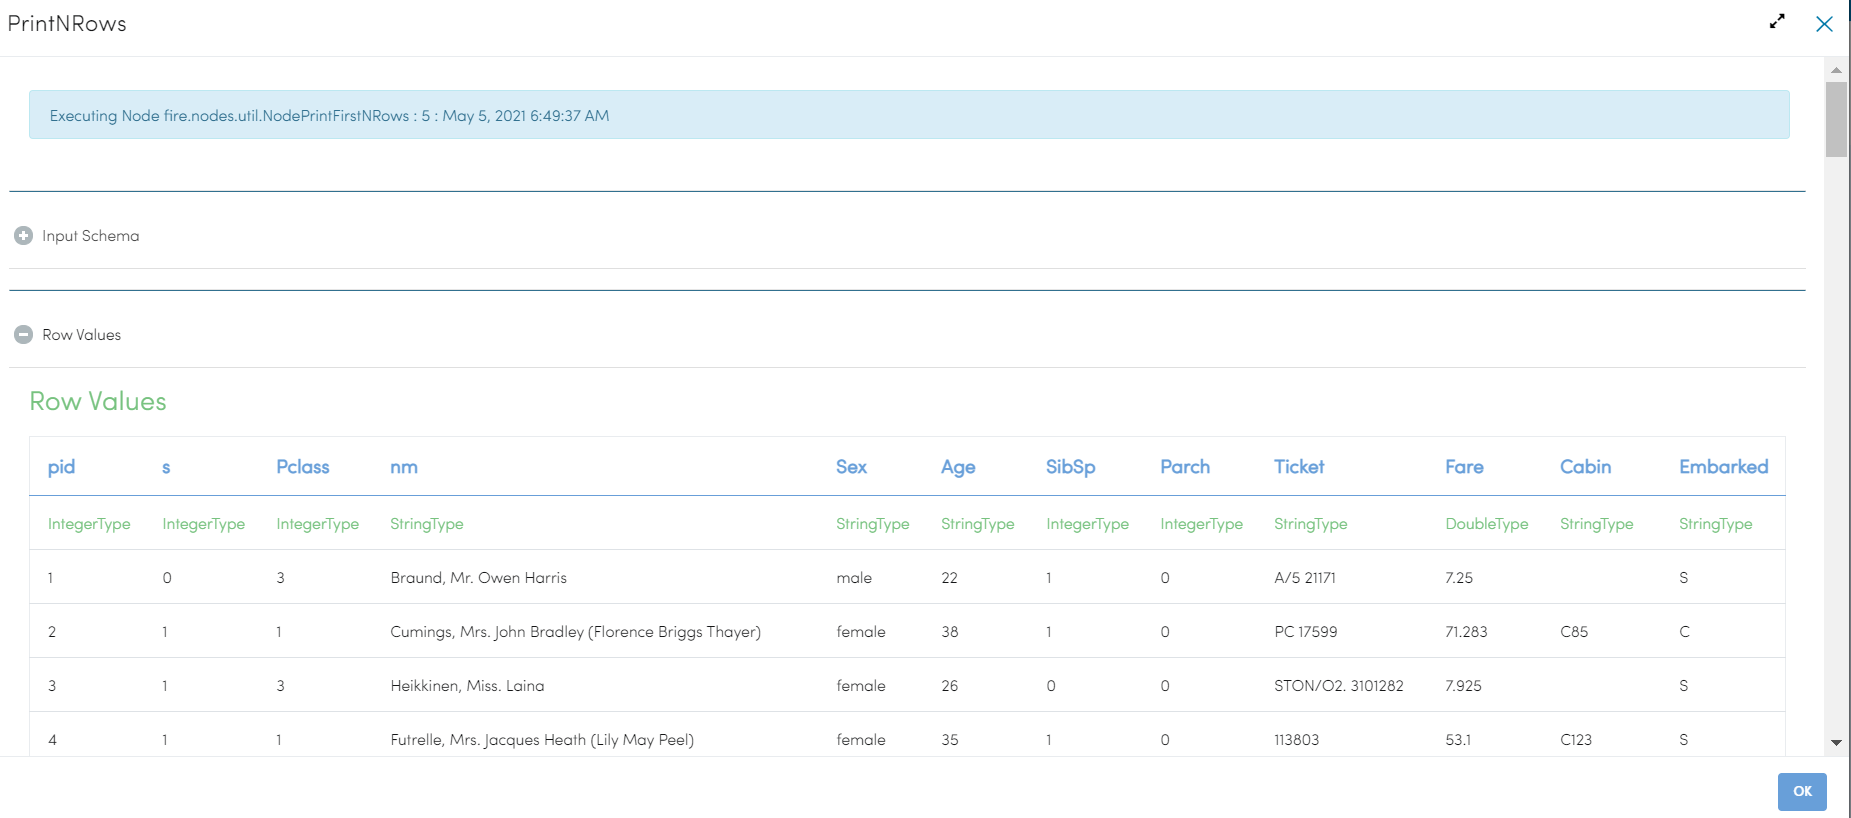 PrintNRows
Executing Node fire.nodes.util.NodePrintFirstNRows : 5 : May 5, 2021 6:49:37 AM
Input Schema
Row Values
Row Values
pid s Pclass nm Sex Age SibSp Parch Ticket Fare Cabin Embarked
IntegerType IntegerType IntegerType StringType StringType StringType IntegerType IntegerType StringType DoubleType StringType StringType
1 0 3 Braund, Mr. Owen Harris male 22 1 0 A/5 21171 7.25 S
2 1 1 Cumings, Mrs. John Bradley (Florence Briggs Thayer) female 38 1 0 PC 17599 71.283 C85 C
3 1 3 Heikkinen, Miss. Laina female 26 0 0 STON/O2. 3101282 7.925 S
4 1 1 Futrelle, Mrs. Jacques Heath (Lily May Peel) female 35 1 0 113803 53.1 C123 S
OK